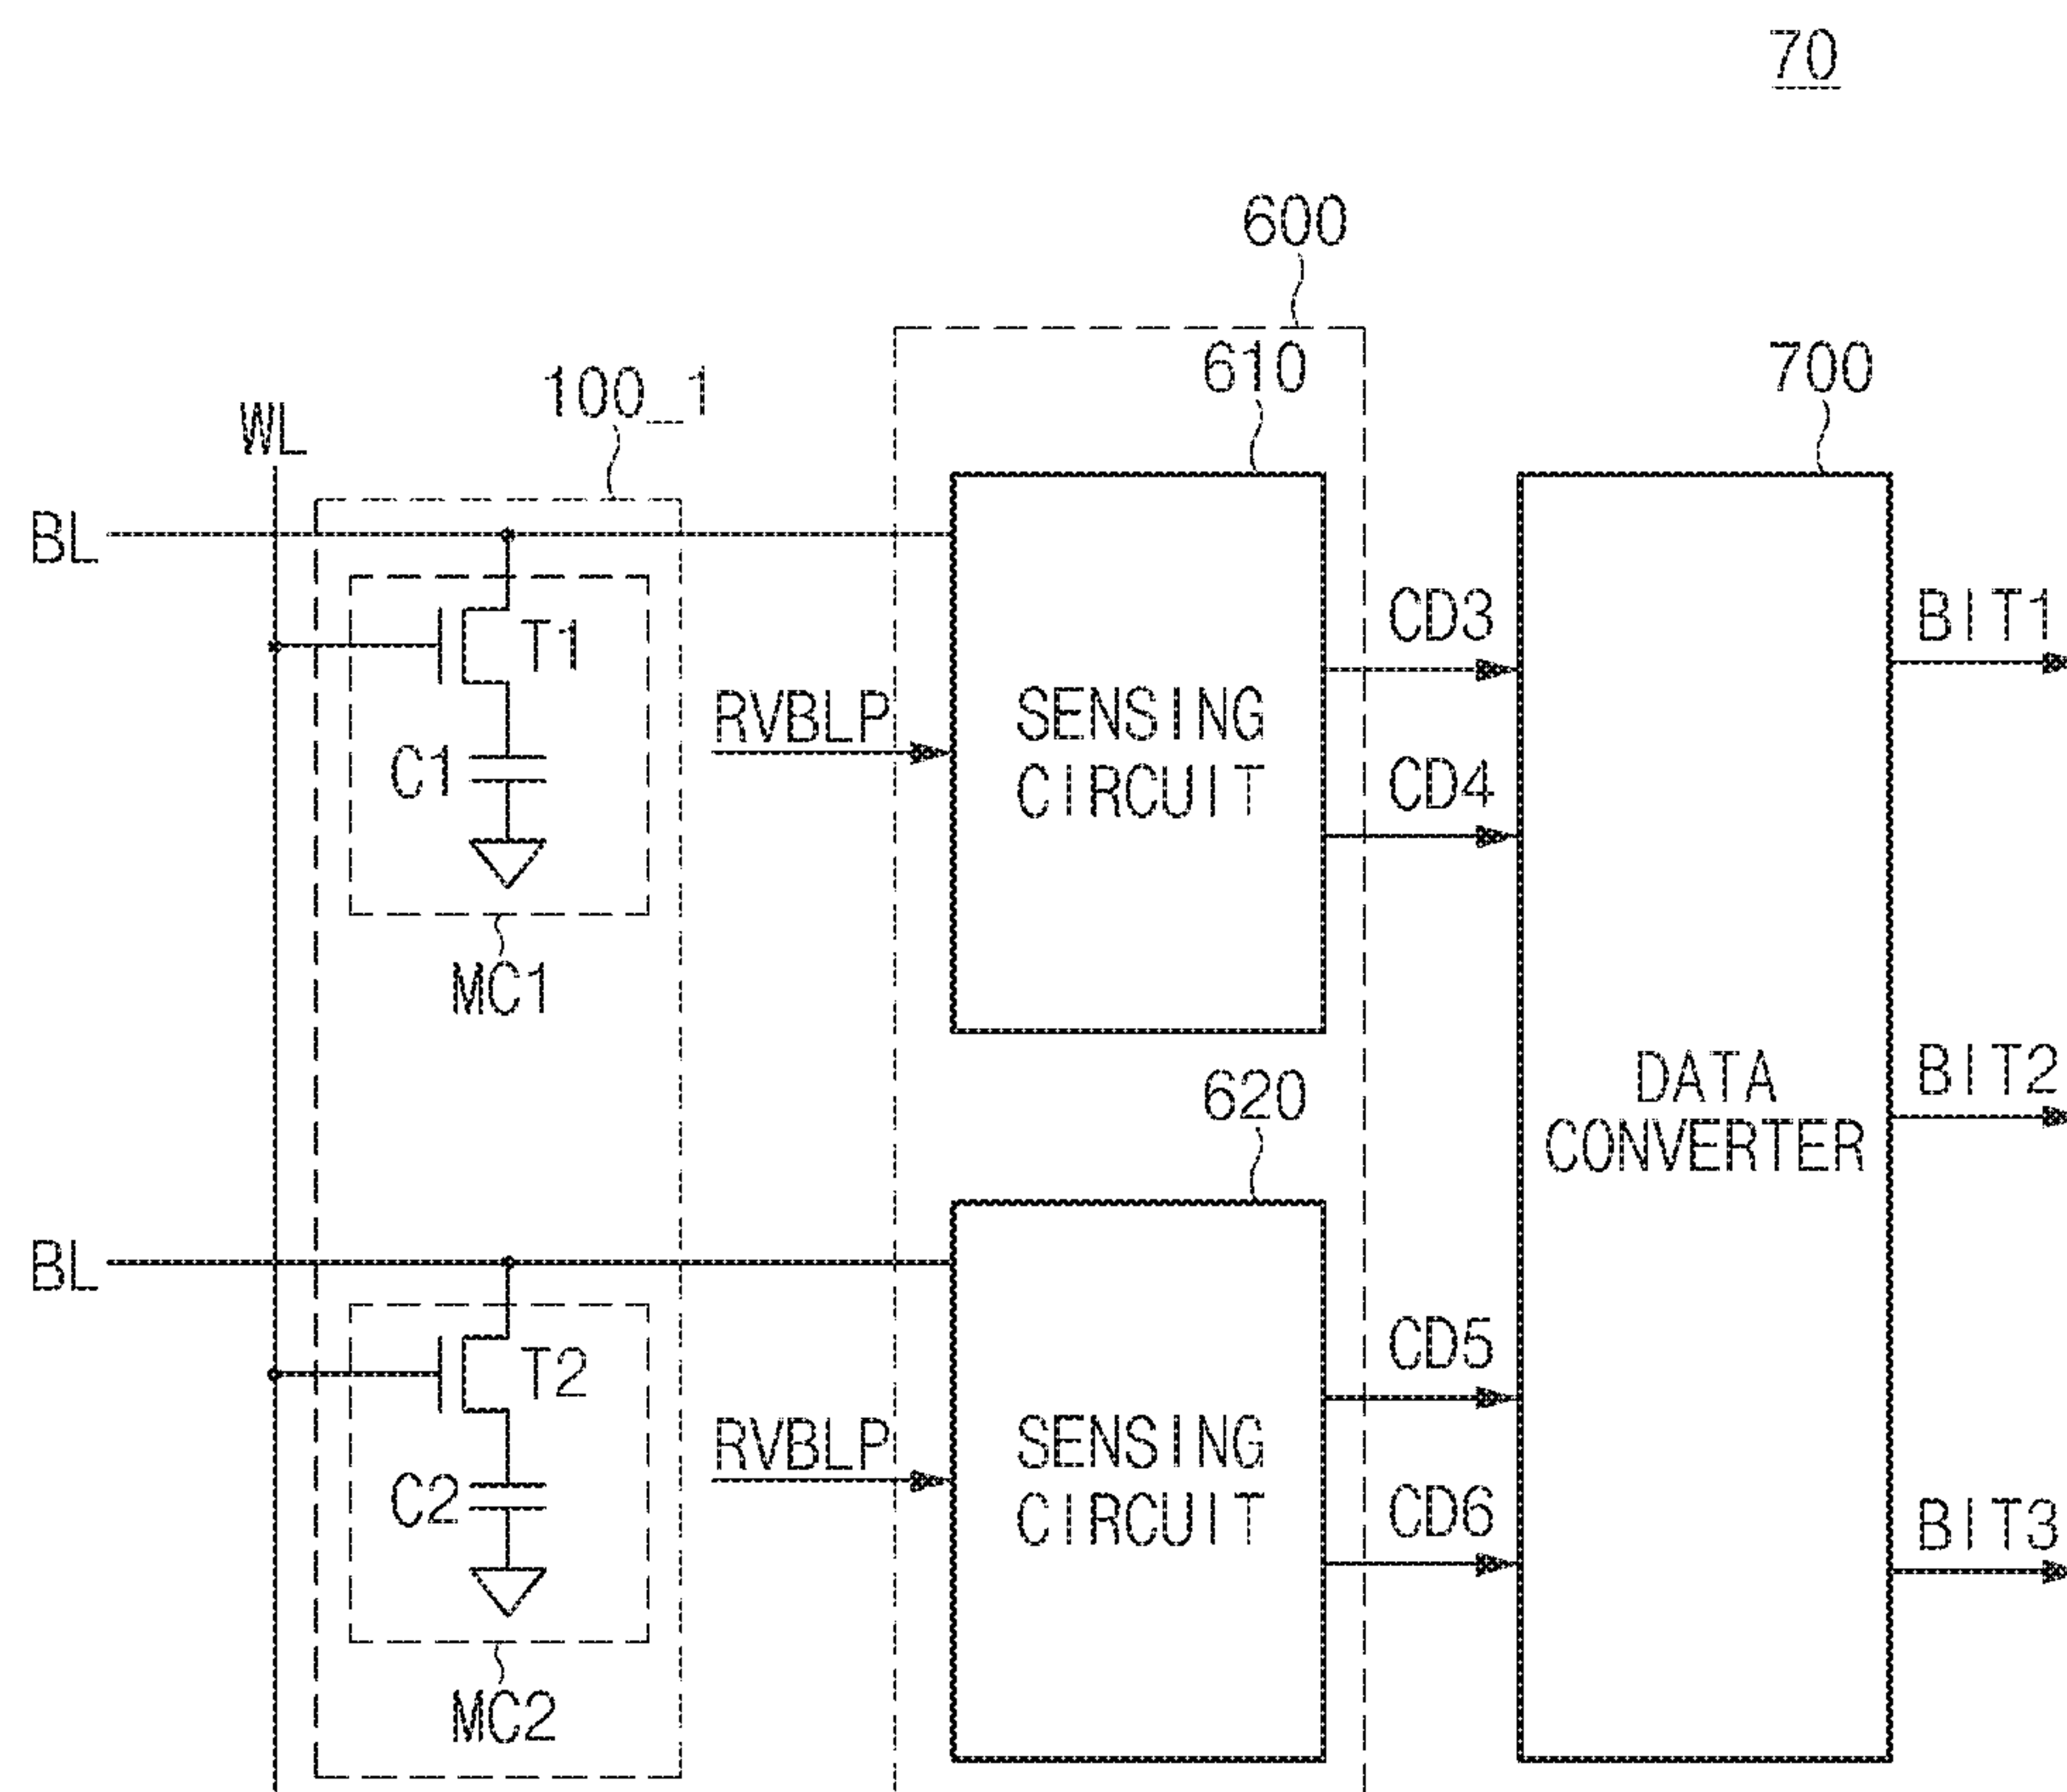 70
600
610
700
100_1
WL
BL
T1
CD3
BIT1
RVBLP
SENSING
CIRCUIT
C1
CD4
MC1
620
DATA
CONVERTER
BIT2
BL
T2
CD5
RVBLP
SENSING
CIRCUIT
C2
CD6
BIT3
MC2